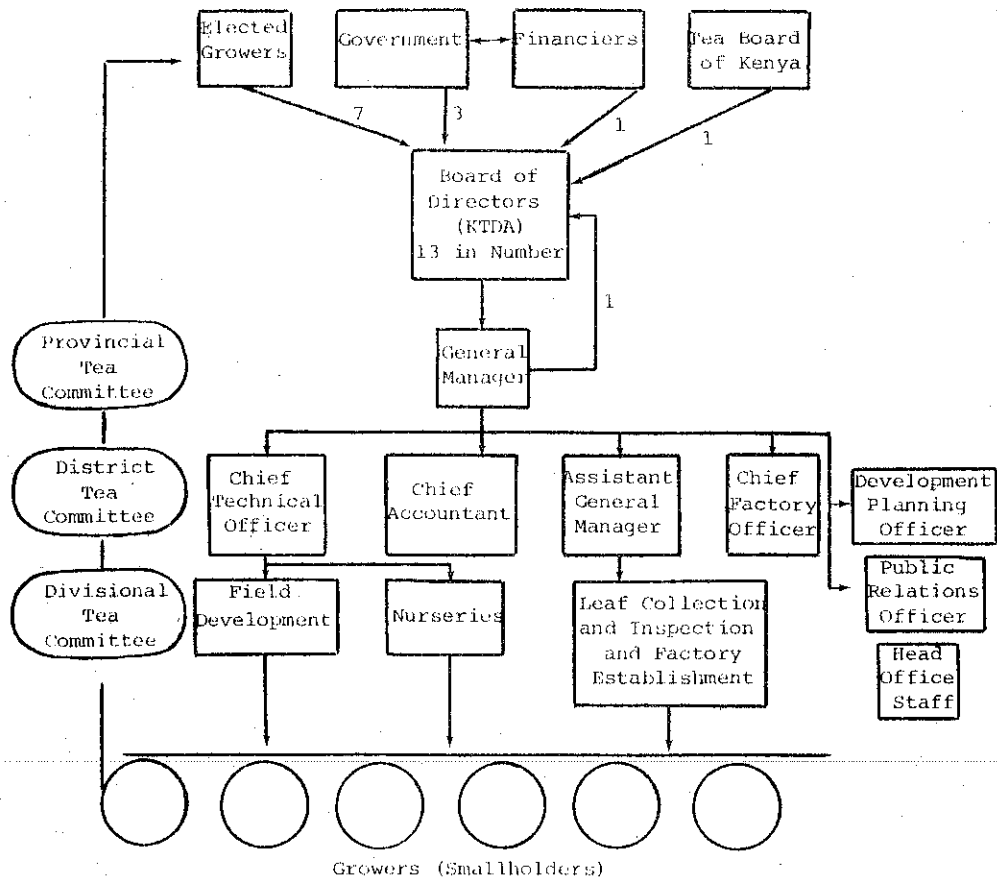 Elected
Growers
Government
Financiers
Tea Board
of Kenya
7
3
1
1
Board of
Directors
(KTDA)
13 in Number
1
General
Manager
Provincial
Tea
Committee
District
Tea
Committee
Divisional
Tea
Committee
Chief
Technical
Officer
Chief
Accountant
Assistant
General
Manager
Chief
Factory
Officer
Development
Planning
Officer
Field
Development
Nurseries
Leaf Collection
and Inspection
and Factory
Establishment
Public
Relations
Officer
Head
Office
Staff
Growers (Smallholders)